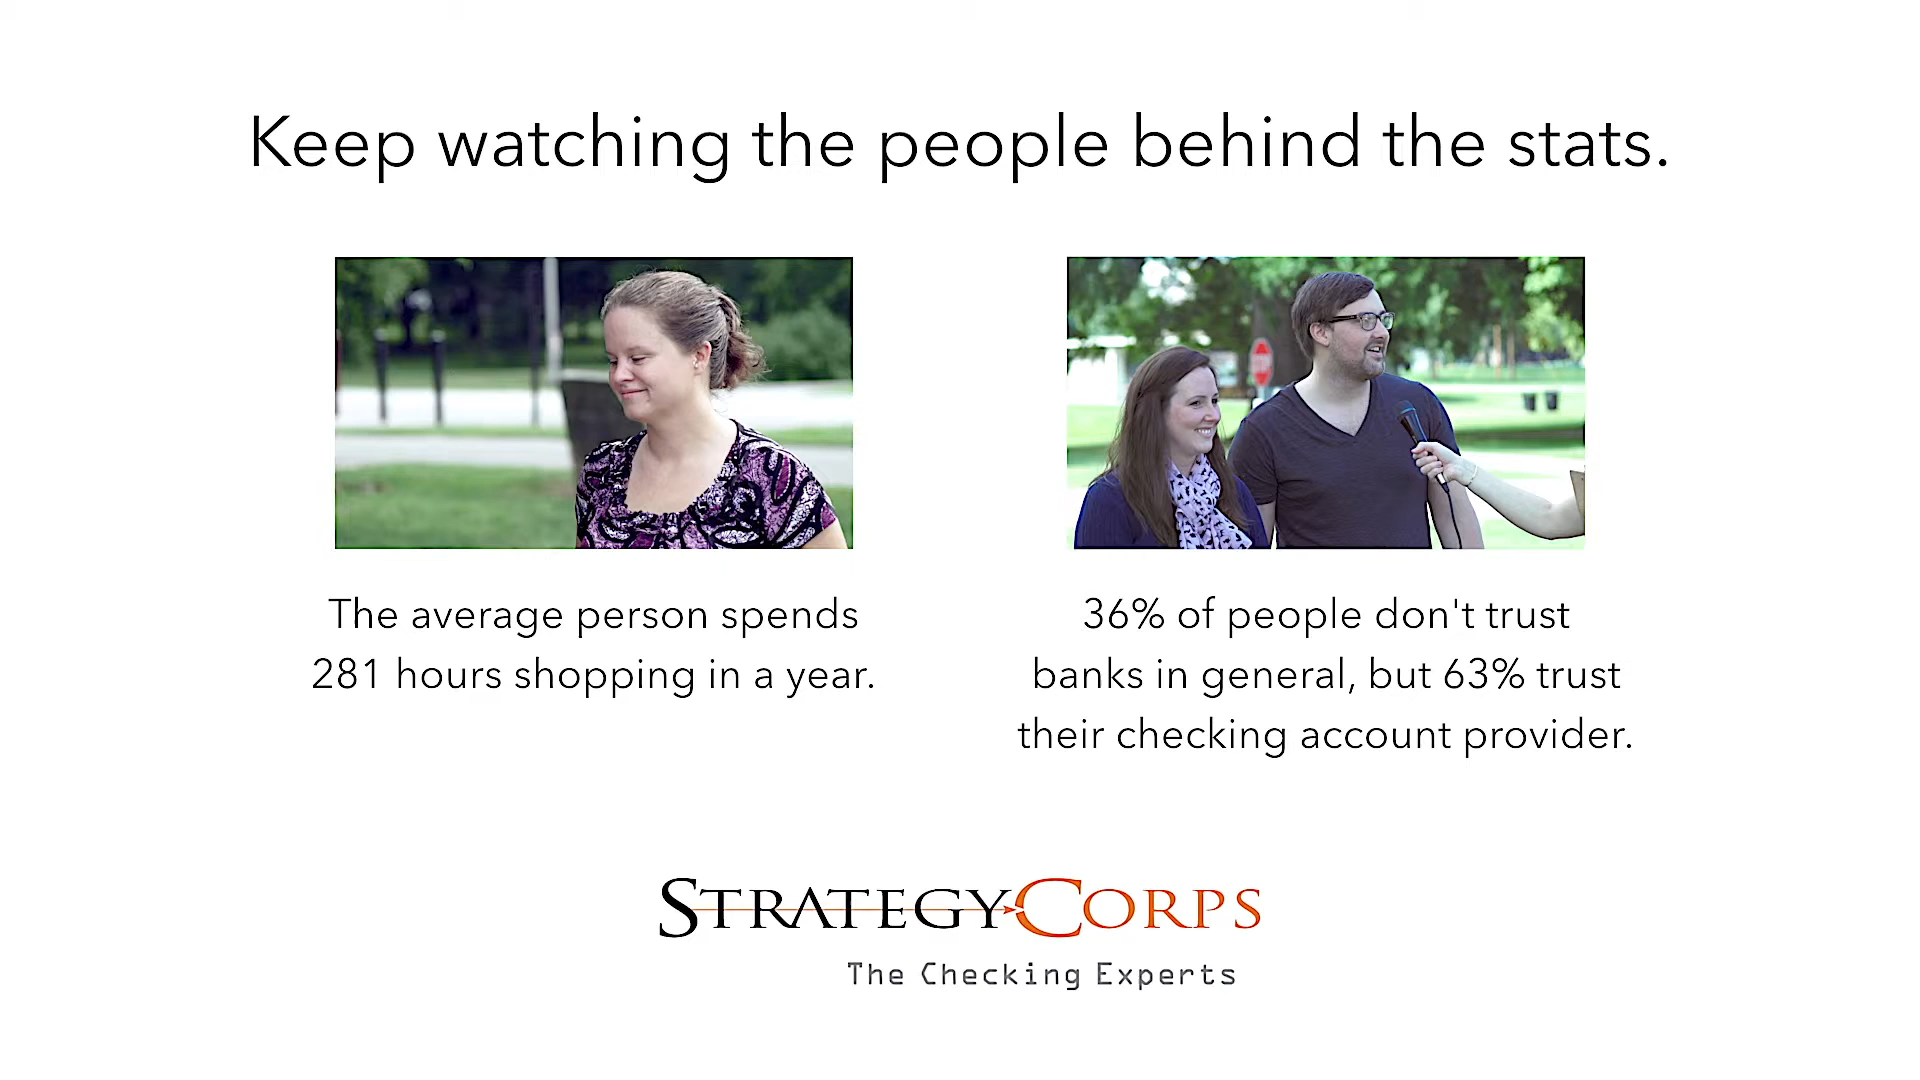 Keep watching the people behind the stats.
The average person spends
281 hours shopping in a year.
36% of people don't trust
banks in general, but 63% trust
their checking account provider.
STRATEGYCORPS
The Checking Experts